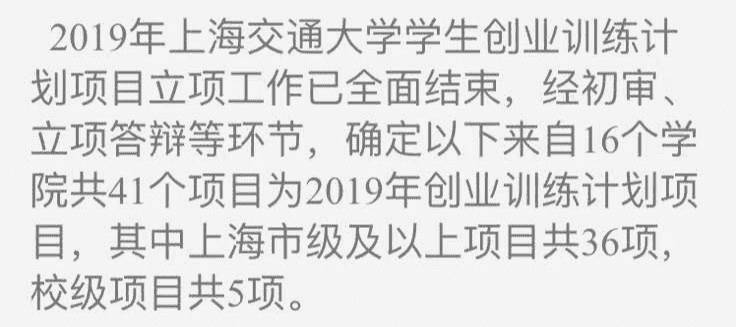 2019年上海交通大学学生创业训练计
划项目立项工作已全面结束，经初审、
立项答辩等环节，确定以下来自16个学
院共41个项目为2019年创业训练计划项
目，其中上海市级及以上项目共36项，
校级项目共5项。